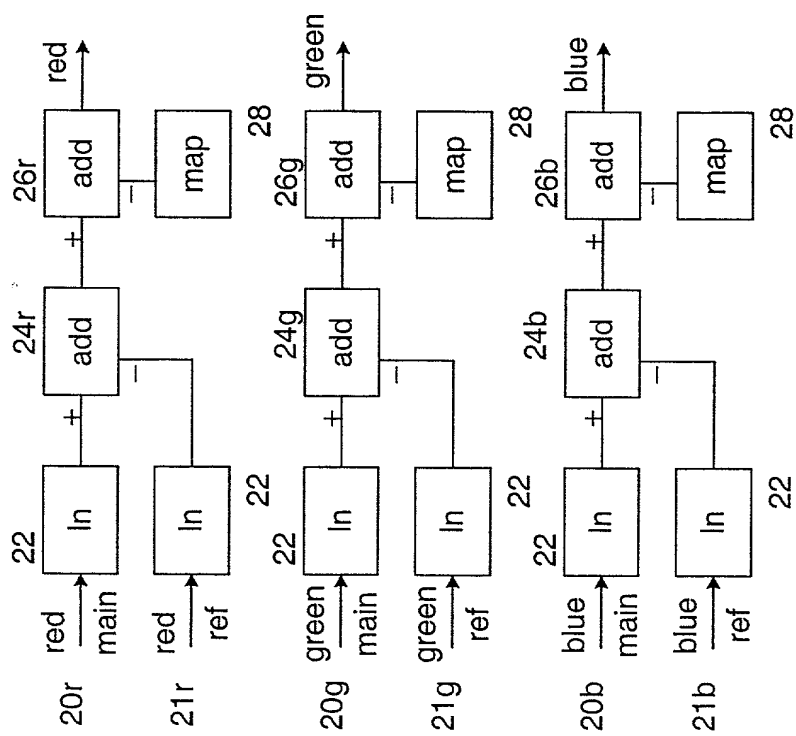 20r
red
main
22
ln
+
24r
add
+
26r
add
red
21r
red
ref
ln
22
−
−
map
28
20g
green
main
22
ln
+
24g
add
+
26g
add
green
21g
green
ref
ln
22
−
−
map
28
20b
blue
main
22
ln
+
24b
add
+
26b
add
blue
21b
blue
ref
ln
22
−
−
map
28